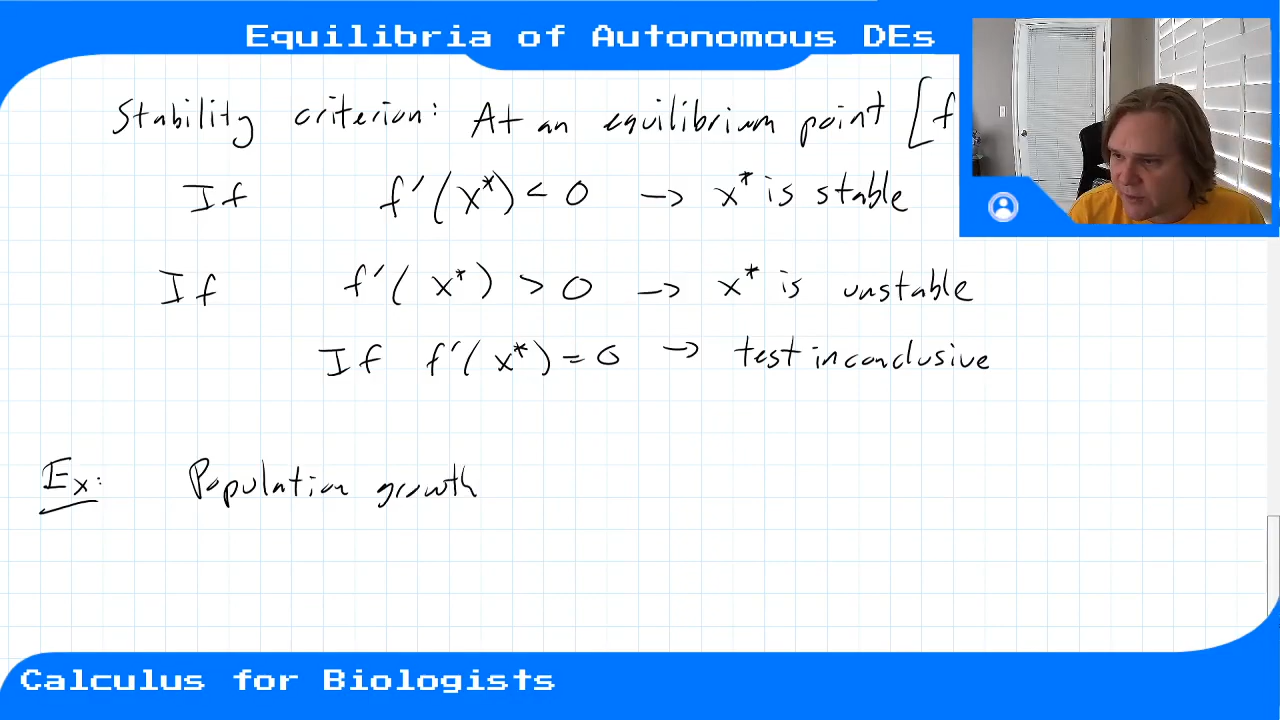 Equilibria of Autonomous DEs
Stability criterion: At an equilibrium point [f
If f'(x*) < 0 → x* is stable
If f'(x*) > 0 → x* is unstable
If f'(x*) = 0 → test inconclusive
Ex: Population growth
Calculus for Biologists